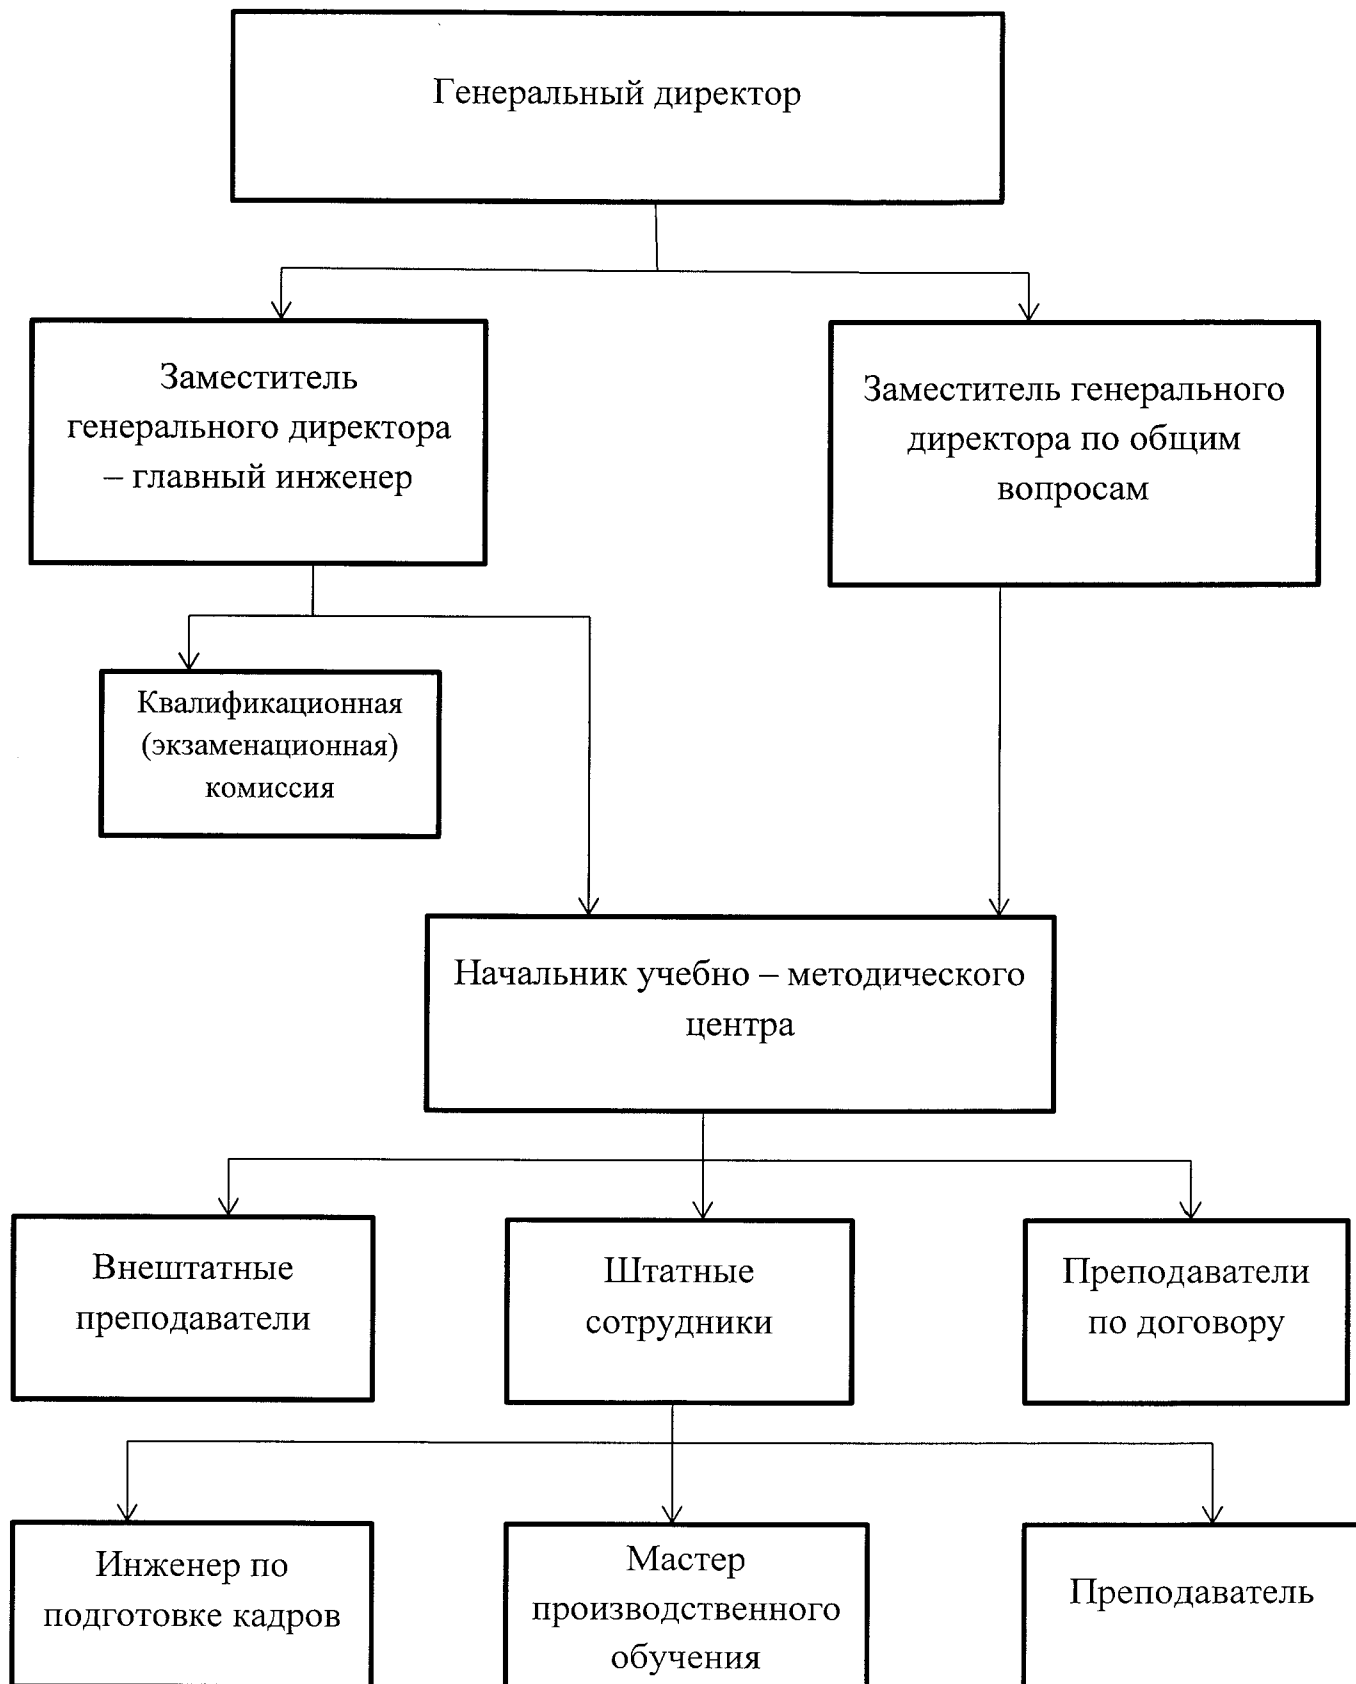 Генеральный директор
Заместитель
генерального директора
– главный инженер
Заместитель генерального
директора по общим
вопросам
Квалификационная
(экзаменационная)
комиссия
Начальник учебно – методического
центра
Внештатные
преподаватели
Штатные
сотрудники
Преподаватели
по договору
Инженер по
подготовке кадров
Мастер
производственного
обучения
Преподаватель